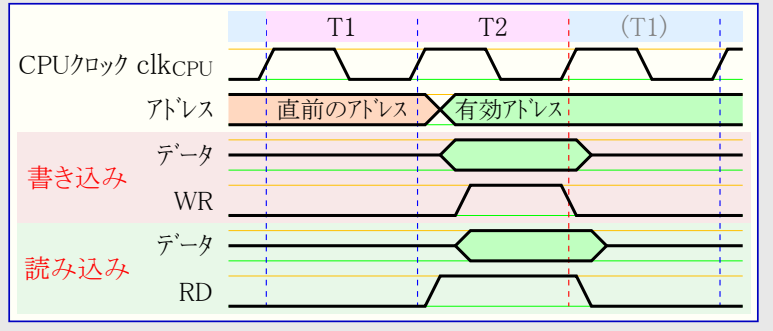 T1 T2 (T1)
CPUクロック clkCPU
アドレス 直前のアドレス 有効アドレス
書き込み
データ
WR
読み込み
データ
RD